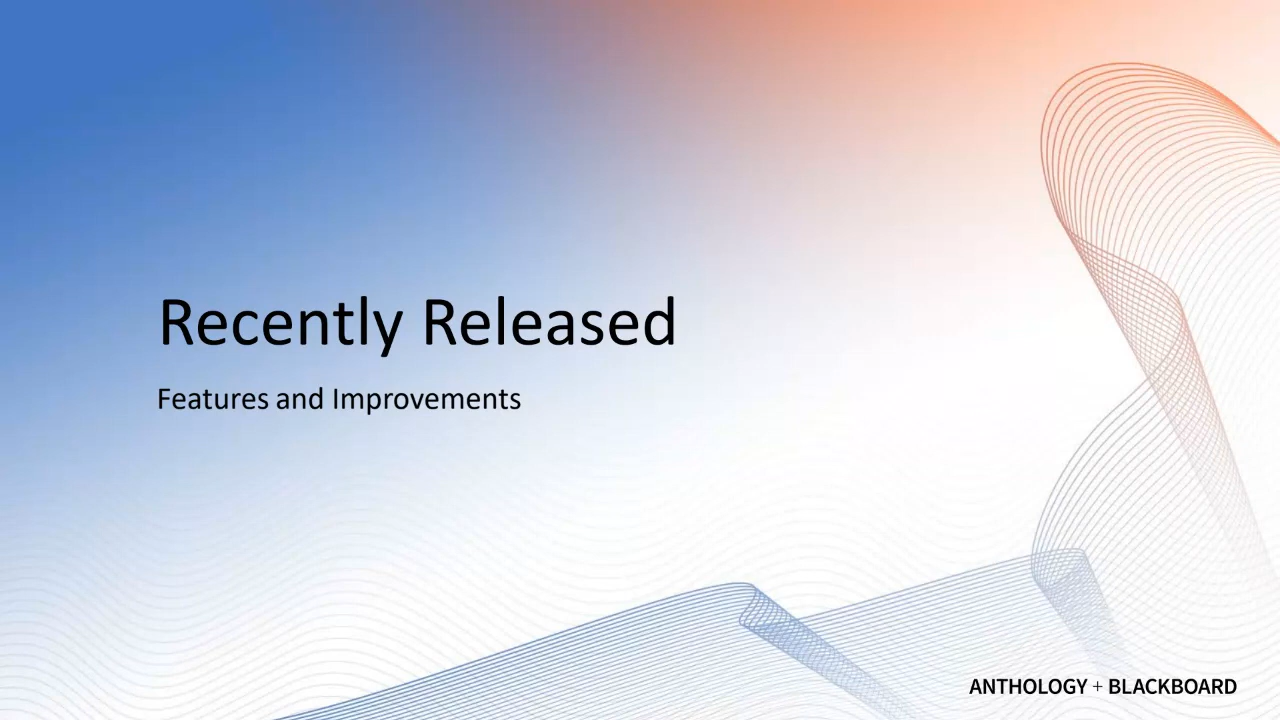 Recently Released
Features and Improvements
ANTHOLOGY + BLACKBOARD